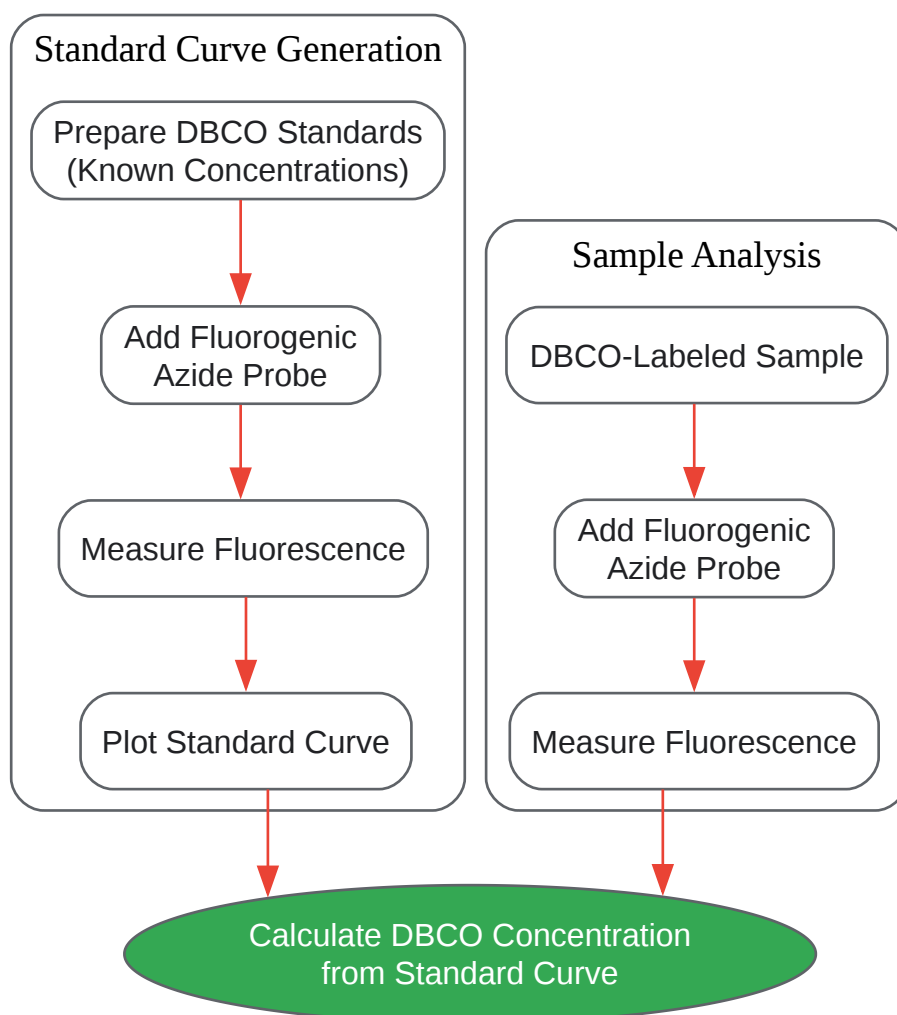 Standard Curve Generation
Prepare DBCO Standards
(Known Concentrations)
Add Fluorogenic
Azide Probe
Measure Fluorescence
Plot Standard Curve
Sample Analysis
DBCO-Labeled Sample
Add Fluorogenic
Azide Probe
Measure Fluorescence
Calculate DBCO Concentration
from Standard Curve